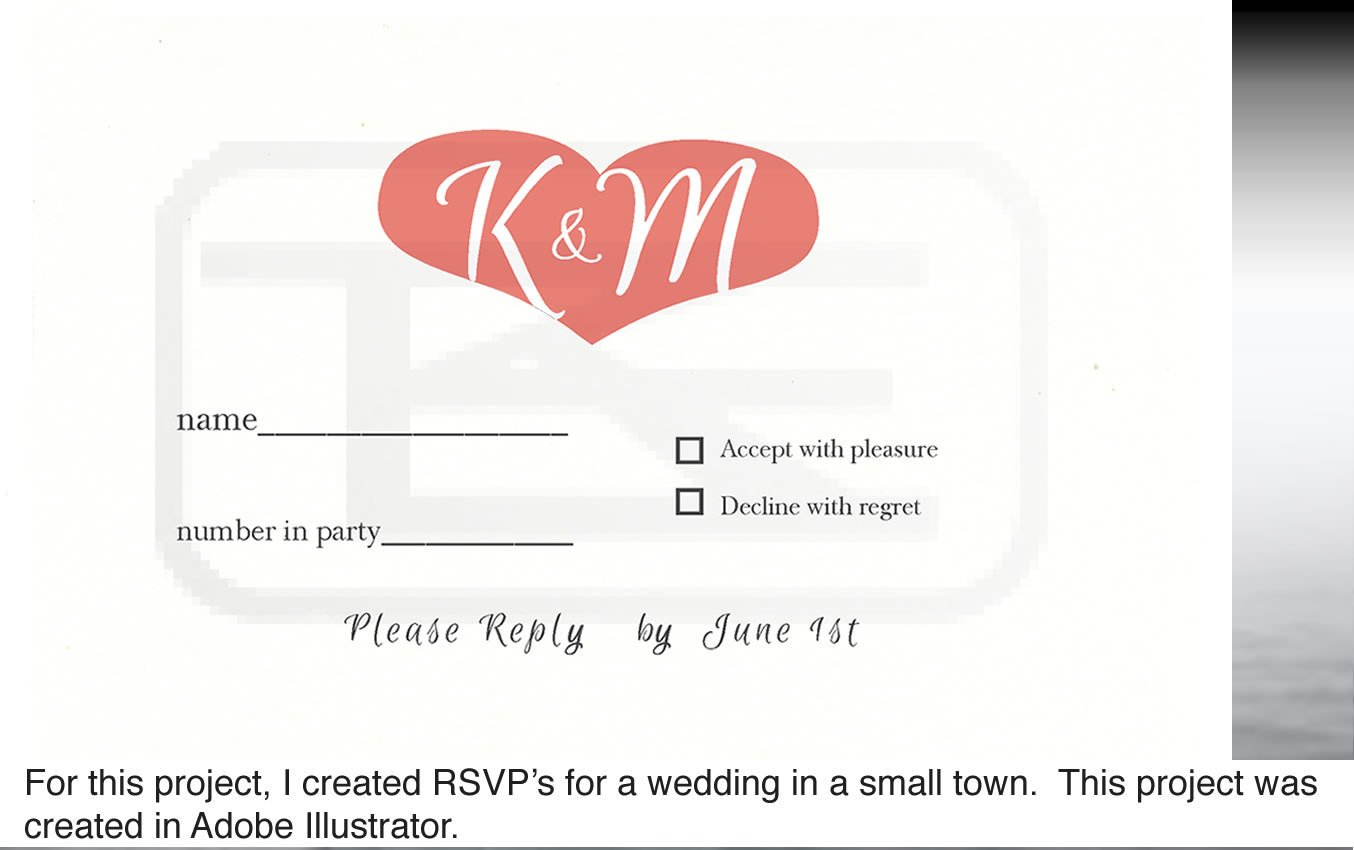 K & M
name__________________
Accept with pleasure
Decline with regret
number in party___________
Please Reply by June 1st
For this project, I created RSVP’s for a wedding in a small town.  This project was
created in Adobe Illustrator.